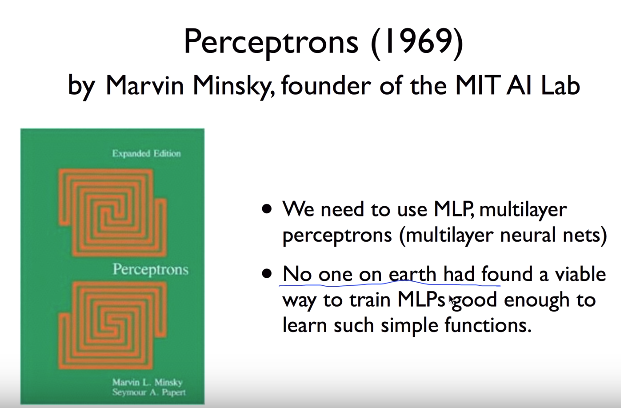 Perceptrons (1969)
by Marvin Minsky, founder of the MIT AI Lab
Expanded Edition
Perceptrons
Marvin L. Minsky
Seymour A. Papert
• We need to use MLP, multilayer
perceptrons (multilayer neural nets)
• No one on earth had found a viable
way to train MLPs good enough to
learn such simple functions.